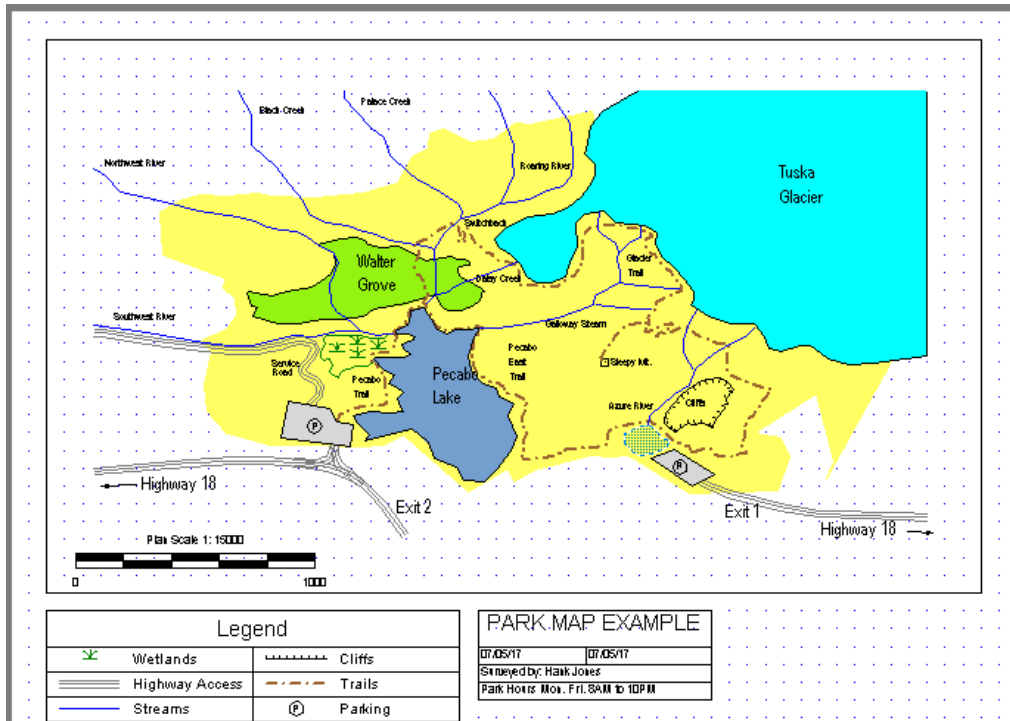 Black Creek
Palace Creek
Northwest River
Roaring River
Tuska
Glacier
Switchback
Walter
Grove
Daisy Creek
Glacier
Trail
Southwest River
Galloway Steam
Service
Road
Pecabo
Trail
Pecabo
Lake
Pecabo
East
Trail
Sleepy Mt.
Azure River
Cliffs
P
P
Highway 18
Exit 2
Exit 1
Highway 18
Plan Scale 1: 15000
0
1000
Legend
Wetlands
Cliffs
Highway Access
Trails
Streams
P
Parking
PARK MAP EXAMPLE
07/05/17
07/05/17
Surveyed by: Hank Jones
Park Hours Mon. Fri. 8AM to 10PM